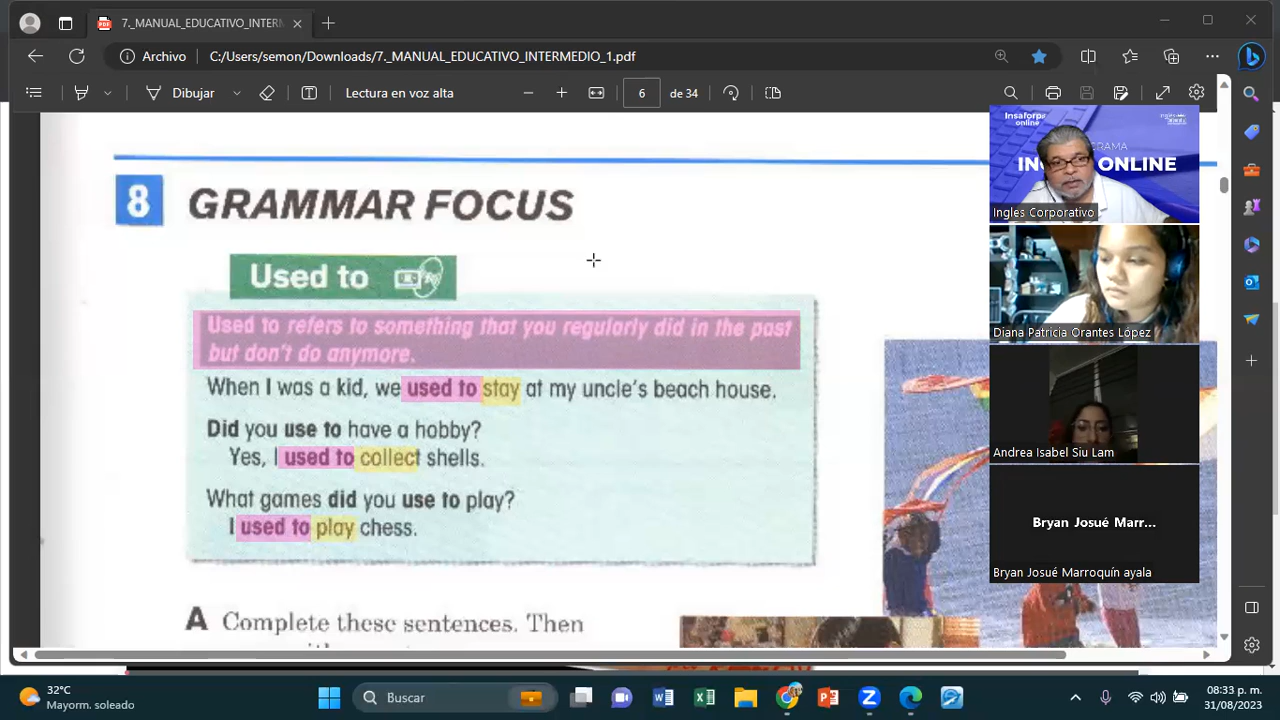 7._MANUAL_EDUCATIVO_INTERM
Archivo
C:/Users/semon/Downloads/7._MANUAL_EDUCATIVO_INTERMEDIO_1.pdf
Dibujar
Lectura en voz alta
6
de 34
8 GRAMMAR FOCUS
Used to
Used to refers to something that you regularly did in the past
but don't do anymore.
When I was a kid, we used to stay at my uncle's beach house.
Did you use to have a hobby?
Yes, I used to collect shells.
What games did you use to play?
I used to play chess.
A Complete these sentences. Then
Insaforp
online
INGL ONLINE
Ingles Corporativo
Diana Patricia Orantes López
Andrea Isabel Siu Lam
Bryan Josué Marr...
Bryan Josué Marroquín ayala
32°C
Mayorm. soleado
Buscar
08:33 p. m.
31/08/2023